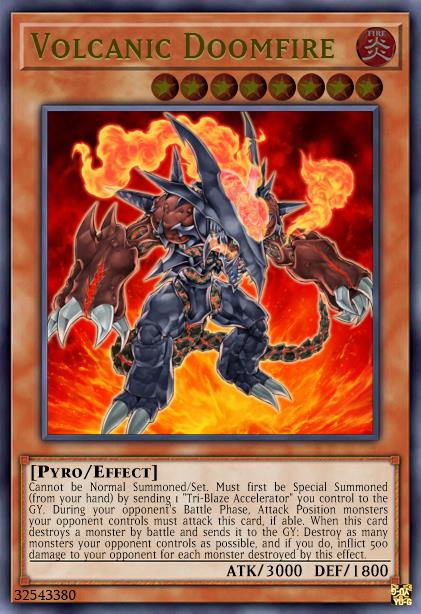 Volcanic Doomfire
FIRE
炎
[Pyro/Effect]
Cannot be Normal Summoned/Set. Must first be Special Summoned
(from your hand) by sending 1 "Tri-Blaze Accelerator" you control to the
GY. During your opponent's Battle Phase, Attack Position monsters
your opponent controls must attack this card, if able. When this card
destroys a monster by battle and sends it to the GY: Destroy as many
monsters your opponent controls as possible, and if you do, inflict 500
damage to your opponent for each monster destroyed by this effect.
ATK/3000 DEF/1800
32543380